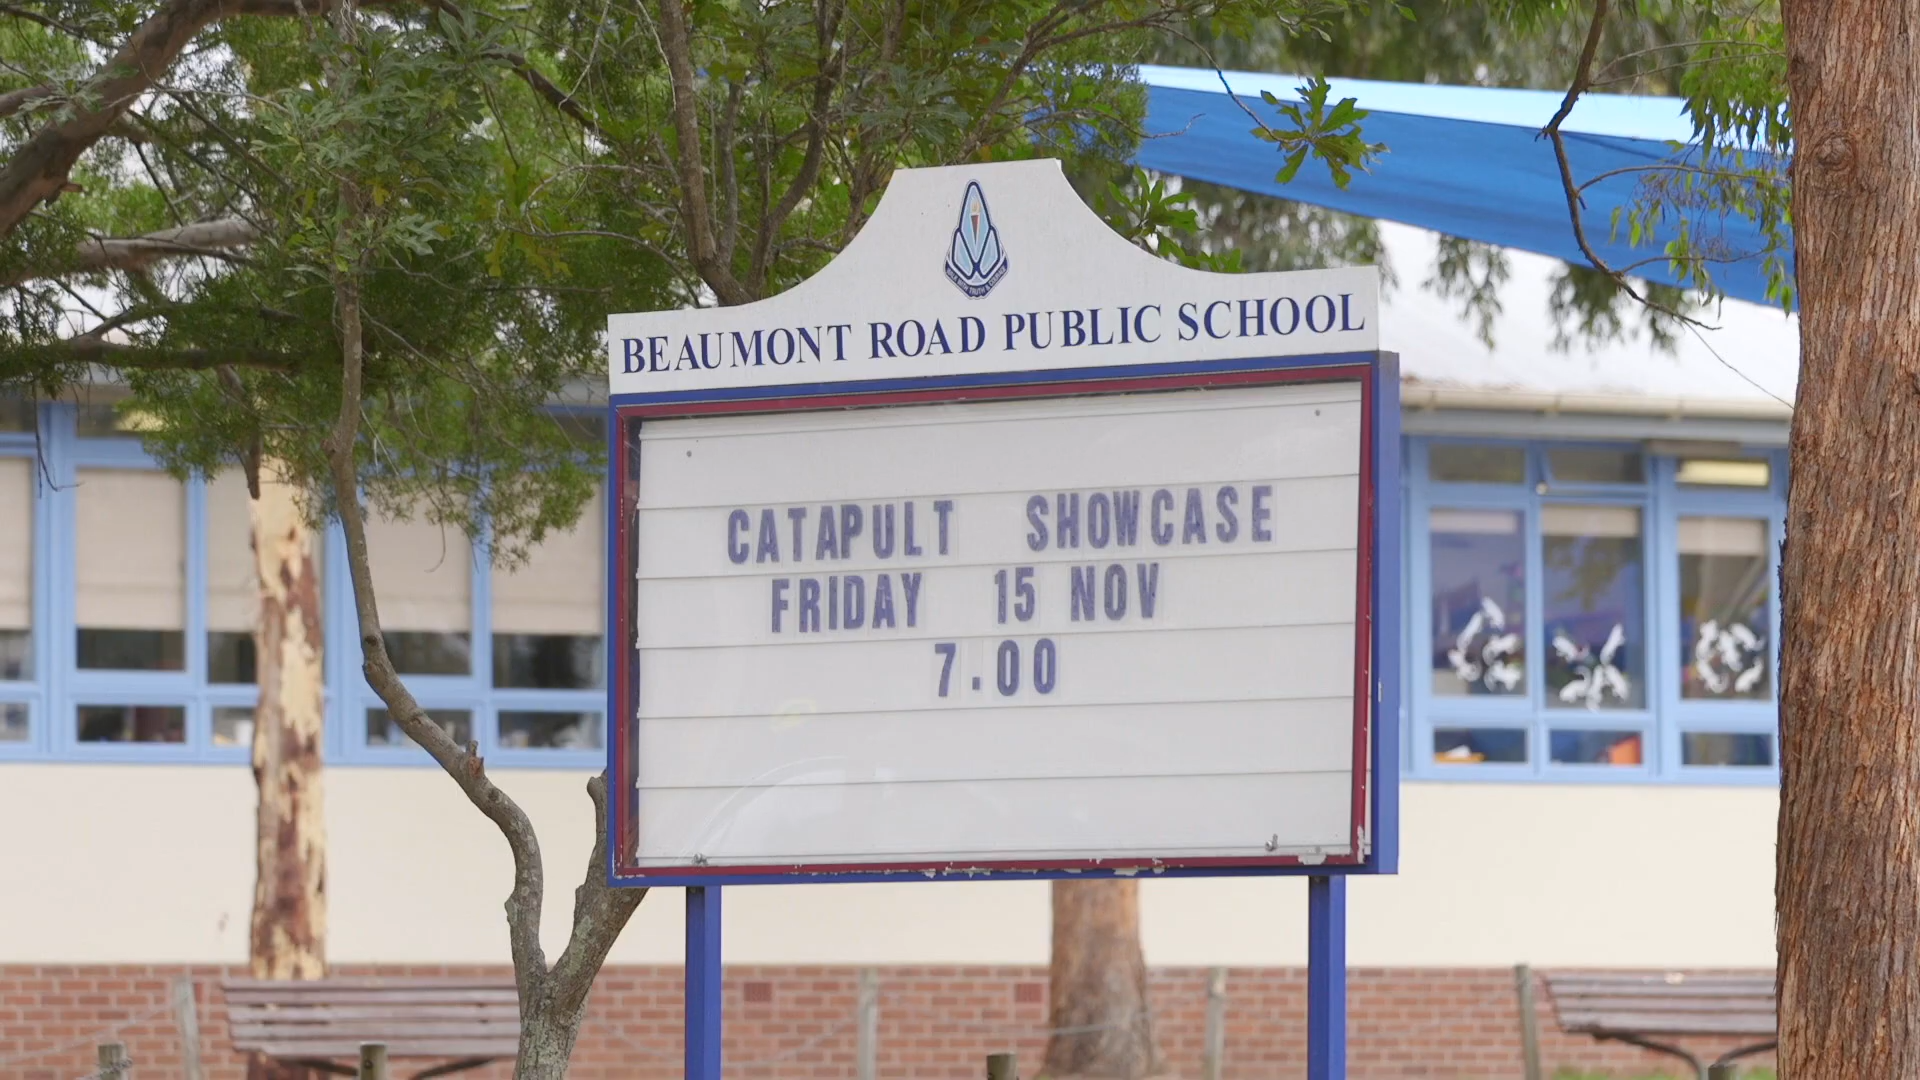 BEAUMONT ROAD PUBLIC SCHOOL
CATAPULT SHOWCASE
FRIDAY 15 NOV
7.00